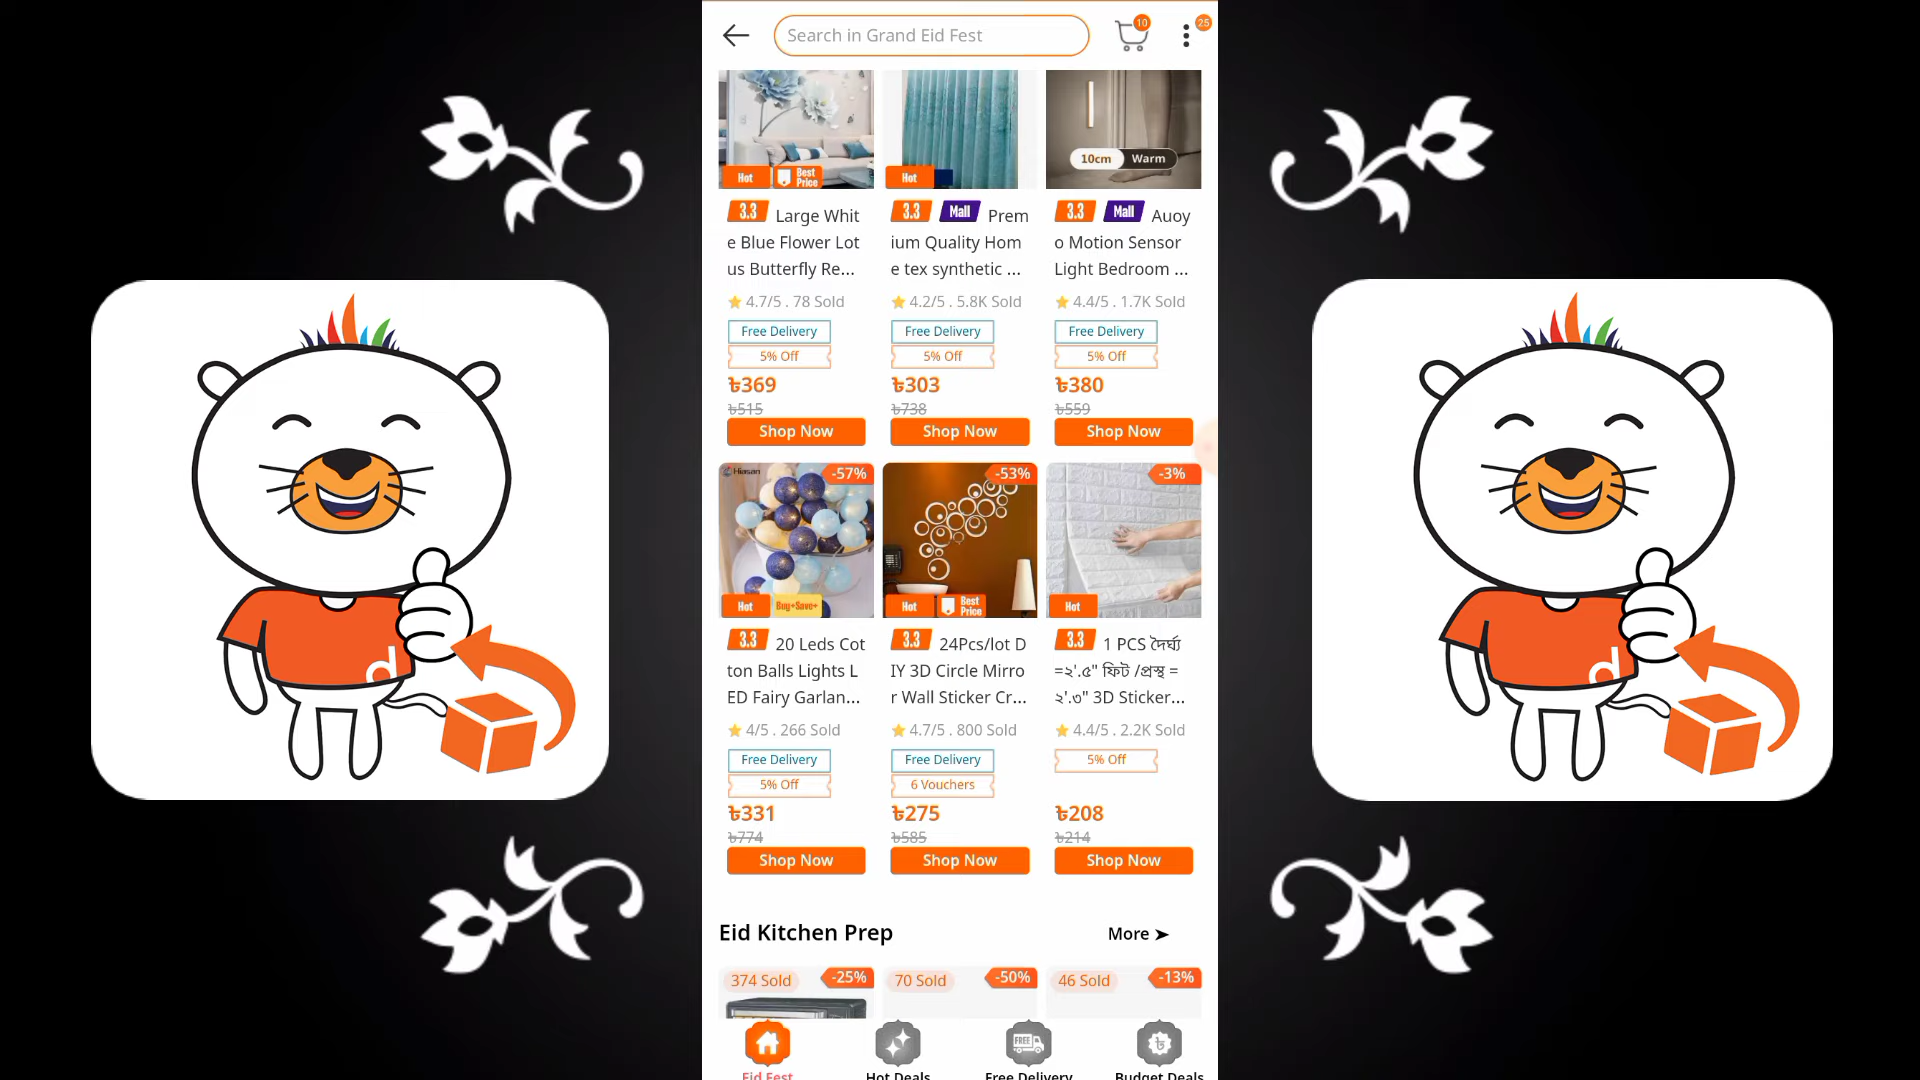 Search in Grand Eid Fest
10
25
Hot
Best Price
Hot
10cm Warm
3.3 Large Whit
e Blue Flower Lot
us Butterfly Re...
3.3 Mall Prem
ium Quality Hom
e tex synthetic ...
3.3 Mall Auoy
o Motion Sensor
Light Bedroom ...
4.7/5 . 78 Sold
4.2/5 . 5.8K Sold
4.4/5 . 1.7K Sold
Free Delivery
Free Delivery
Free Delivery
5% Off
5% Off
5% Off
৳369
৳303
৳380
৳515
৳738
৳559
Shop Now
Shop Now
Shop Now
Hiasan
-57%
-53%
-3%
Hot
Buy+Save+
Hot
Best Price
Hot
3.3 20 Leds Cot
ton Balls Lights L
ED Fairy Garlan...
3.3 24Pcs/lot D
IY 3D Circle Mirro
r Wall Sticker Cr...
3.3 1 PCS দৈর্ঘ্য
=২'.৫" ফিট /প্রস্থ =
২'.৩" 3D Sticker...
4/5 . 266 Sold
4.7/5 . 800 Sold
4.4/5 . 2.2K Sold
Free Delivery
Free Delivery
5% Off
5% Off
6 Vouchers
৳331
৳275
৳208
৳774
৳585
৳214
Shop Now
Shop Now
Shop Now
Eid Kitchen Prep
More ➤
374 Sold
-25%
70 Sold
-50%
46 Sold
-13%
FREE
৳
Eid Fest
Hot Deals
Free Delivery
Budget Deals
d
d